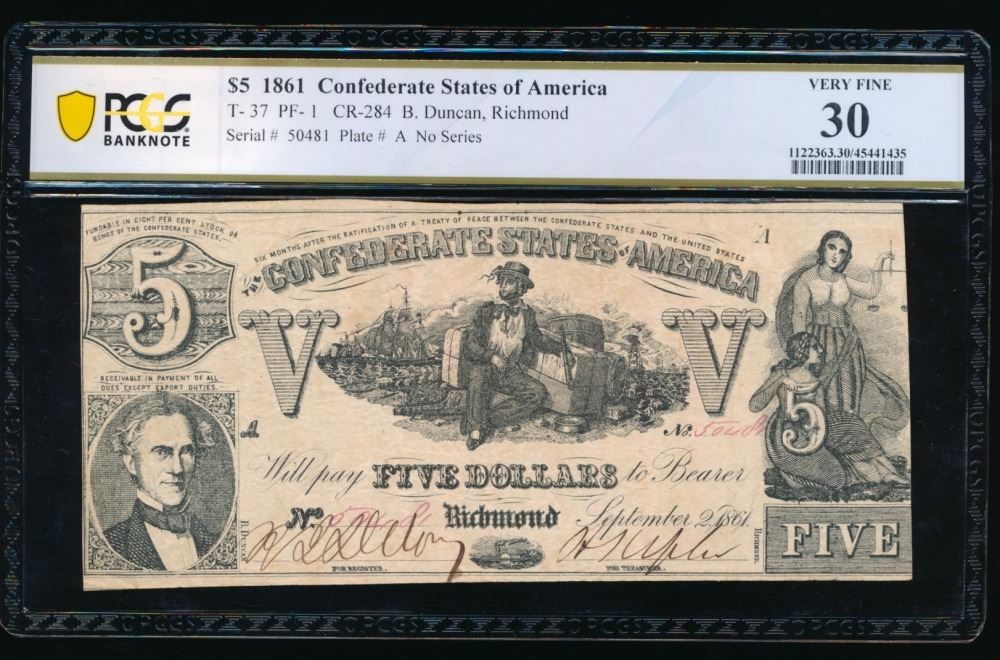 PCGS
BANKNOTE
$5 1861 Confederate States of America
T- 37 PF- 1 CR-284 B. Duncan, Richmond
Serial # 50481 Plate # A No Series
VERY FINE
30
1122363.30/45441435
FUNDABLE IN EIGHT PER CENT STOCK OR
BONDS OF THE CONFEDERATE STATES.
SIX MONTHS AFTER THE RATIFICATION OF A TREATY OF PEACE BETWEEN THE CONFEDERATE STATES AND THE UNITED STATES
THE CONFEDERATE STATES OF AMERICA
A
5
V
V
RECEIVABLE IN PAYMENT OF ALL
DUES EXCEPT EXPORT DUTIES.
A
No. 50481
5
Will pay FIVE DOLLARS to Bearer
No. 50481 Richmond September 2, 1861.
B. DUNCAN
RICHMOND.
FOR REGISTER.
FOR TREASURER.
FIVE